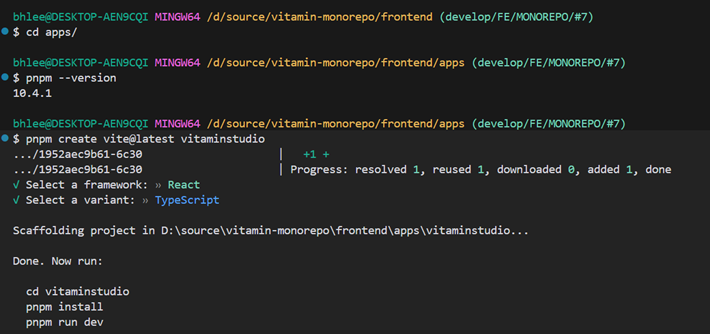 bhlee@DESKTOP-AEN9CQI MINGW64 /d/source/vitamin-monorepo/frontend (develop/FE/MONOREPO/#7)
$ cd apps/
bhlee@DESKTOP-AEN9CQI MINGW64 /d/source/vitamin-monorepo/frontend/apps (develop/FE/MONOREPO/#7)
$ pnpm --version
10.4.1
bhlee@DESKTOP-AEN9CQI MINGW64 /d/source/vitamin-monorepo/frontend/apps (develop/FE/MONOREPO/#7)
$ pnpm create vite@latest vitaminstudio
.../1952aec9b61-6c30 | +1 +
.../1952aec9b61-6c30 | Progress: resolved 1, reused 1, downloaded 0, added 1, done
√ Select a framework: » React
√ Select a variant: » TypeScript
Scaffolding project in D:\source\vitamin-monorepo\frontend\apps\vitaminstudio...
Done. Now run:
cd vitaminstudio
pnpm install
pnpm run dev